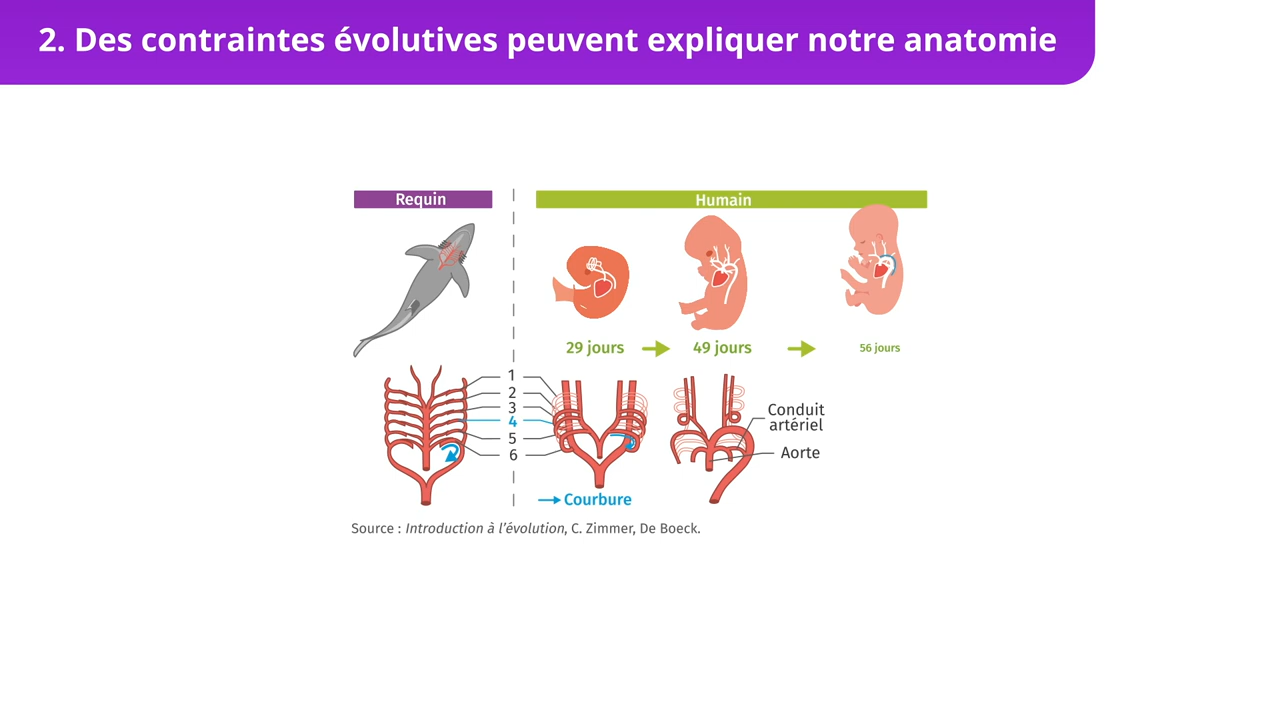 2. Des contraintes évolutives peuvent expliquer notre anatomie
Requin
Humain
29 jours
49 jours
56 jours
1
2
3
4
5
6
Conduit
artériel
Aorte
Courbure
Source : Introduction à l'évolution, C. Zimmer, De Boeck.